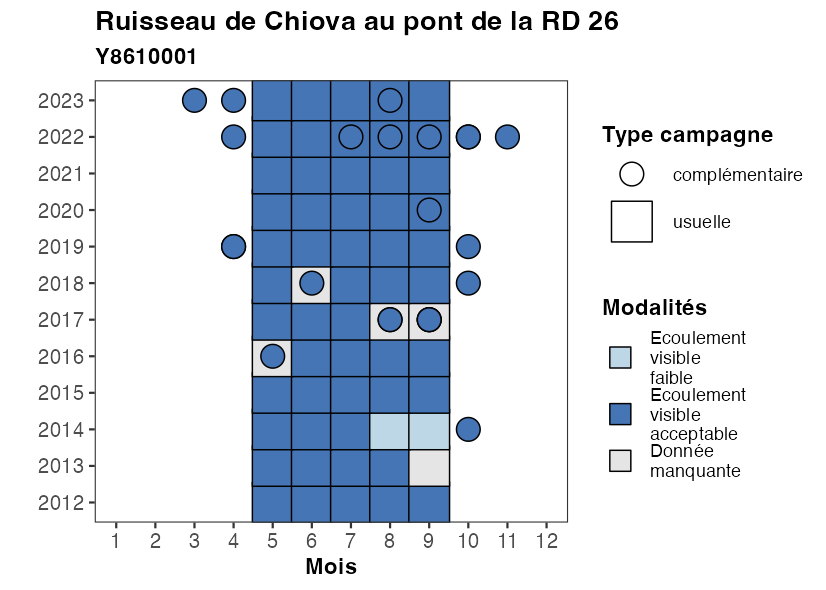 Ruisseau de Chiova au pont de la RD 26
Y8610001
2023
2022
2021
2020
2019
2018
2017
2016
2015
2014
2013
2012
1 2 3 4 5 6 7 8 9 10 11 12
Mois
Type campagne
complémentaire
usuelle
Modalités
Ecoulement
visible
faible
Ecoulement
visible
acceptable
Donnée
manquante